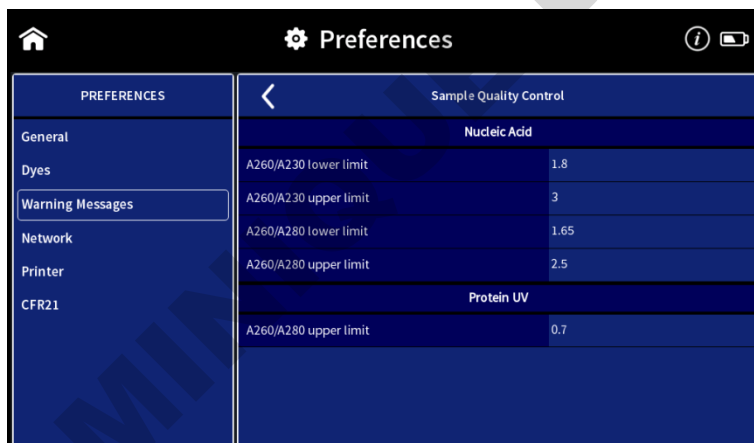 Preferences
i
PREFERENCES
General
Dyes
Warning Messages
Network
Printer
CFR21
Sample Quality Control
Nucleic Acid
A260/A230 lower limit 1.8
A260/A230 upper limit 3
A260/A280 lower limit 1.65
A260/A280 upper limit 2.5
Protein UV
A260/A280 upper limit 0.7